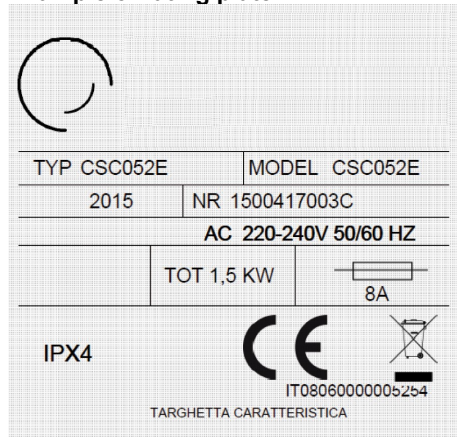 TYP CSC052E MODEL CSC052E
2015 NR 1500417003C
AC 220-240V 50/60 HZ
TOT 1,5 KW
8A
IPX4 CE
IT08060000005254
TARGHETTA CARATTERISTICA